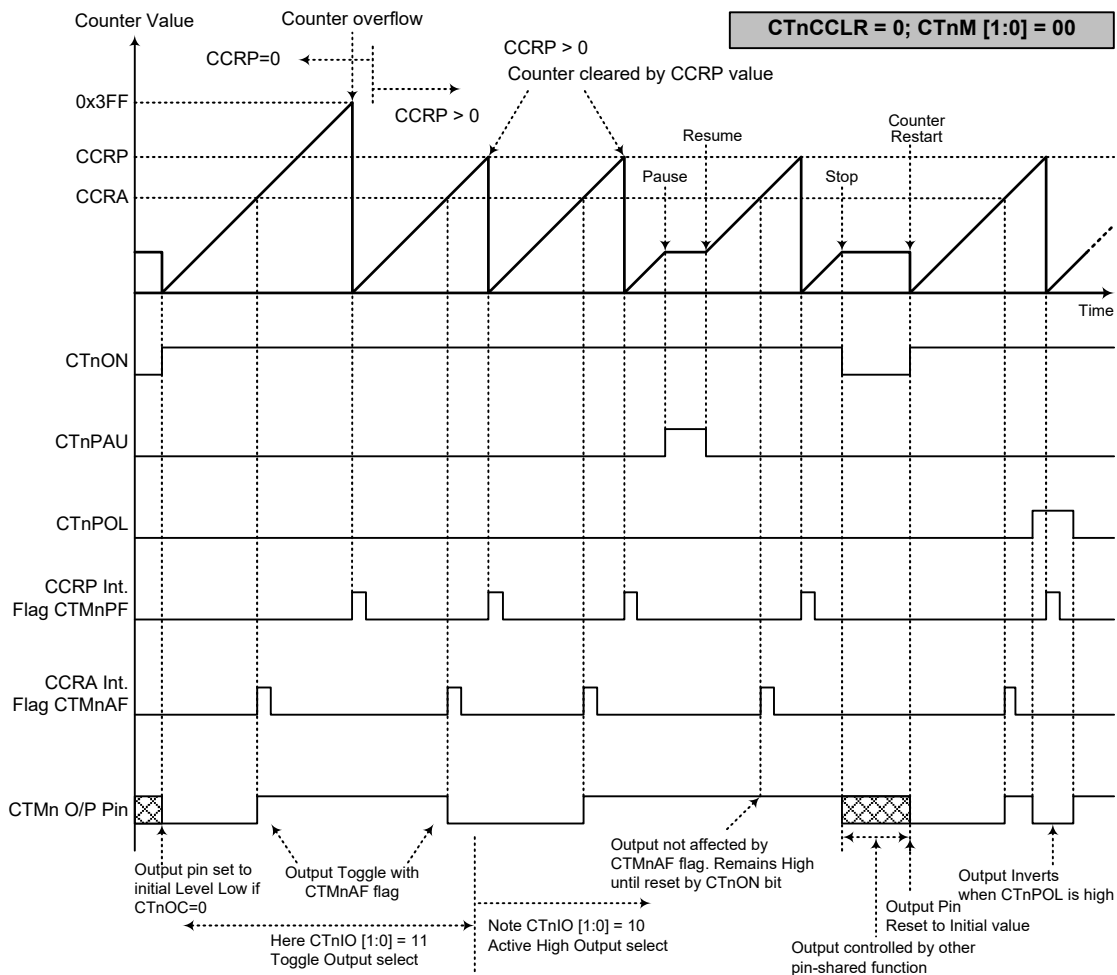 Counter Value
Counter overflow
CTnCCLR = 0; CTnM [1:0] = 00
CCRP=0
CCRP > 0
CCRP > 0
Counter cleared by CCRP value
0x3FF
CCRP
CCRA
Pause
Resume
Stop
Counter
Restart
Time
CTnON
CTnPAU
CTnPOL
CCRP Int.
Flag CTMnPF
CCRA Int.
Flag CTMnAF
CTMn O/P Pin
Output pin set to
initial Level Low if
CTnOC=0
Output Toggle with
CTMnAF flag
Here CTnIO [1:0] = 11
Toggle Output select
Note CTnIO [1:0] = 10
Active High Output select
Output not affected by
CTMnAF flag. Remains High
until reset by CTnON bit
Output controlled by other
pin-shared function
Output Pin
Reset to Initial value
Output Inverts
when CTnPOL is high